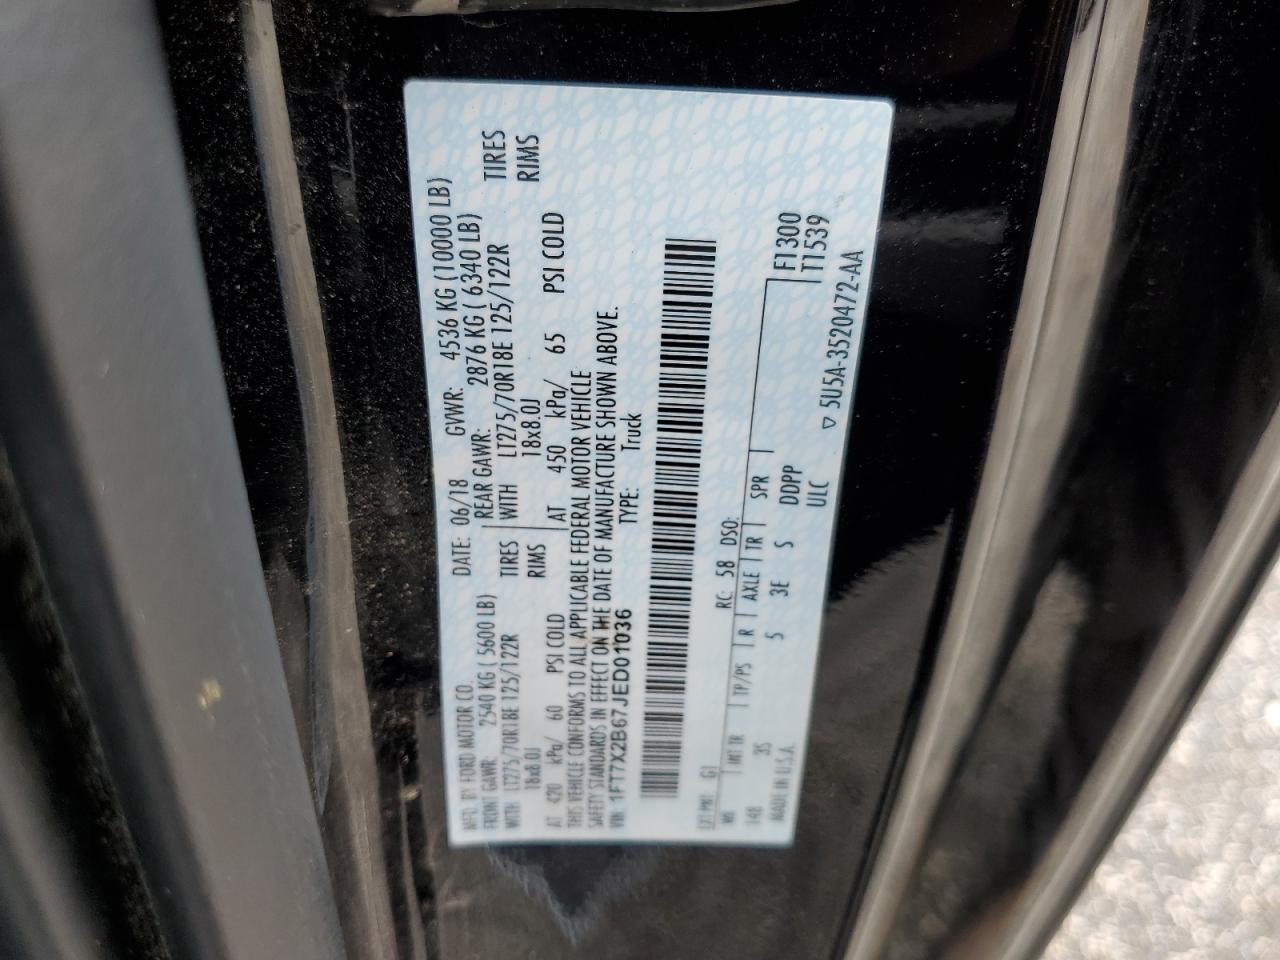 MFD. BY FORD MOTOR CO. DATE: 06/18 GVWR: 4536 KG (10000 LB)
FRONT GAWR: 2540 KG ( 5600 LB) REAR GAWR: 2876 KG ( 6340 LB)
WITH LT275/70R18E 125/122R TIRES WITH LT275/70R18E 125/122R TIRES
18x8.0J RIMS 18x8.0J RIMS
AT 420 kPa/ 60 PSI COLD AT 450 kPa/ 65 PSI COLD
THIS VEHICLE CONFORMS TO ALL APPLICABLE FEDERAL MOTOR VEHICLE
SAFETY STANDARDS IN EFFECT ON THE DATE OF MANUFACTURE SHOWN ABOVE.
VIN: 1FT7X2B67JED01036 TYPE: Truck
EXT PNT: G1 RC: 58 DSO:
WB INT TR TP/PS R AXLE TR SPR F1300
148 3S 5 3E S DDPP T1539
MADE IN U.S.A. ULC
▽ 5U5A-3520472-AA